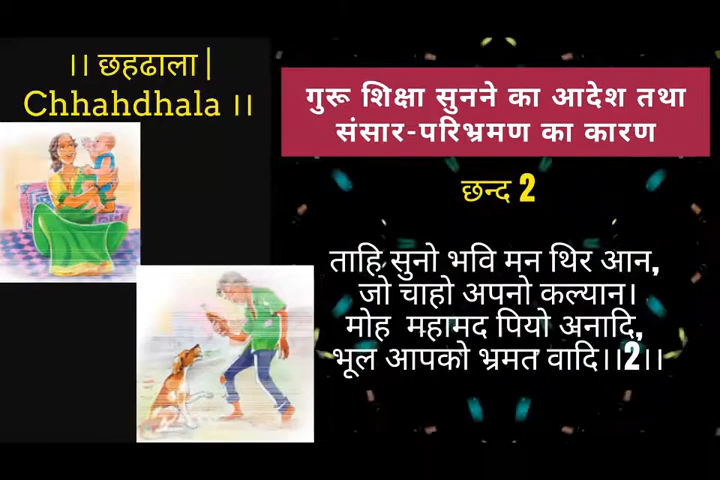 ।। छहढाला|
Chhahdhala ।।
गुरू शिक्षा सुनने का आदेश तथा
संसार-परिभ्रमण का कारण
छन्द 2
ताहि सुनो भवि मन थिर आन,
जो चाहो अपनो कल्यान।
मोह महामद पियो अनादि,
भूल आपको भ्रमत वादि।।2।।